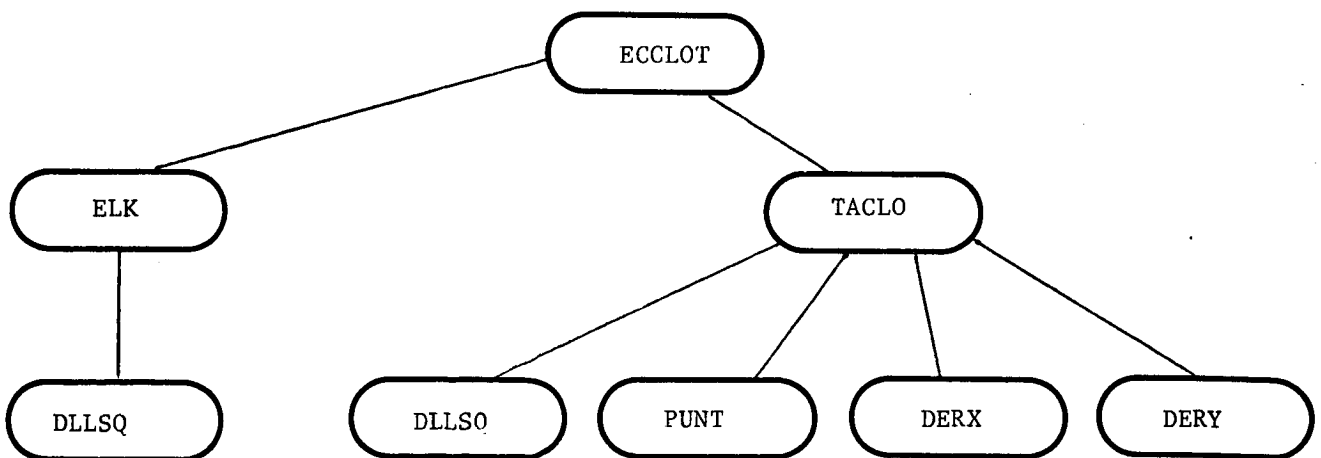 ECCLOT
ELK
TACLO
DLLSQ
DLLSQ
PUNT
DERX
DERY